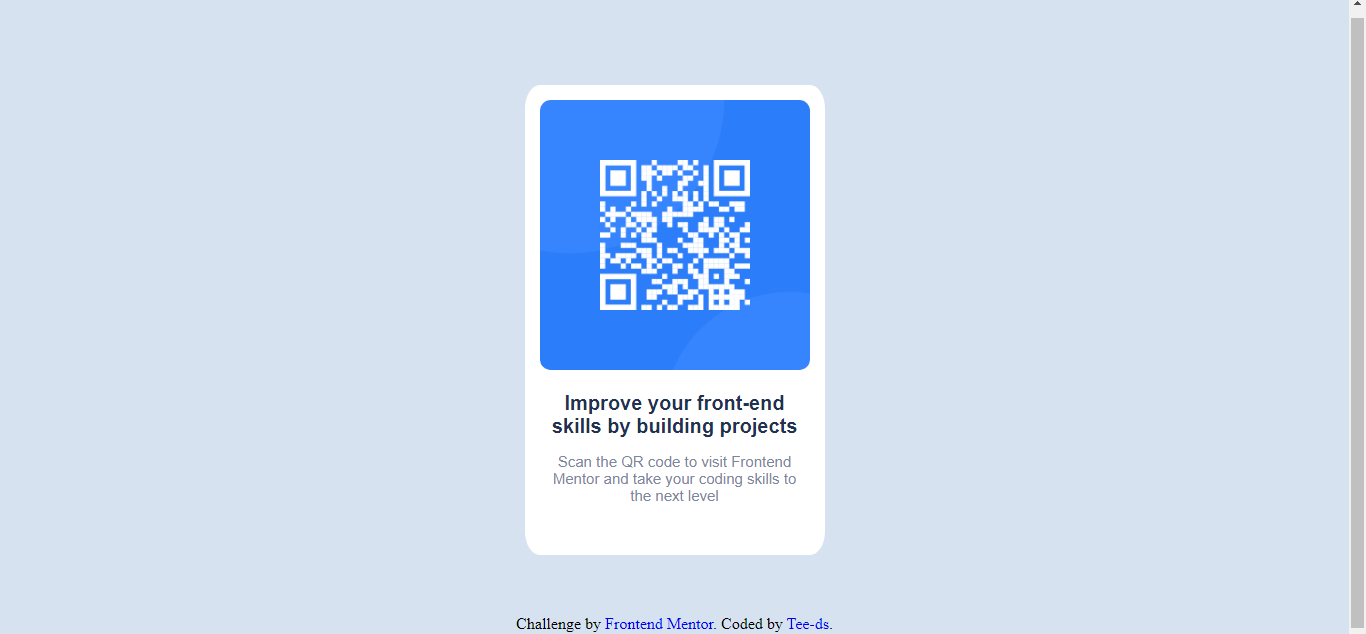 Improve your front-end
skills by building projects
Scan the QR code to visit Frontend
Mentor and take your coding skills to
the next level
Challenge by Frontend Mentor. Coded by Tee-ds.